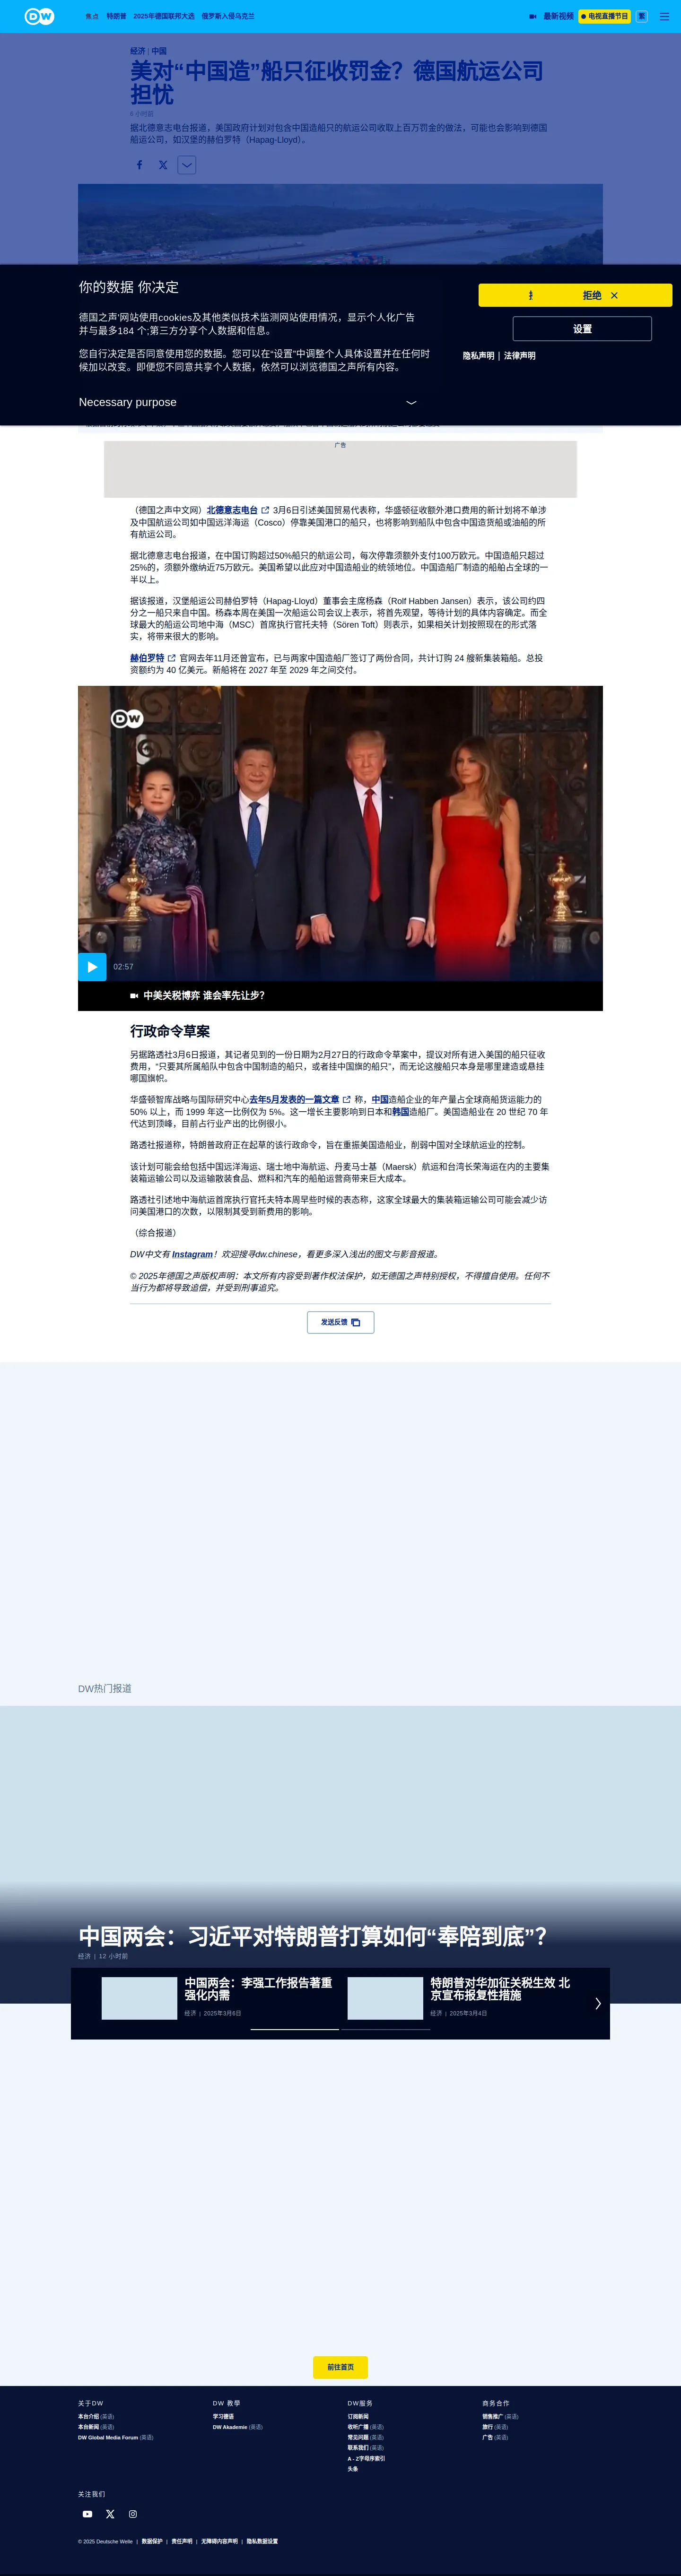 DW
焦点 特朗普 2025年德国联邦大选 俄罗斯入侵乌克兰
最新视频 电视直播节目 繁
经济 | 中国
美对“中国造”船只征收罚金？德国航运公司
担忧
6 小时前
据北德意志电台报道，美国政府计划对包含中国造船只的航运公司收取上百万罚金的做法，可能也会影响到德国
船运公司，如汉堡的赫伯罗特（Hapag-Lloyd）。
你的数据 你决定
拒绝
设置
德国之声'网站使用cookies及其他类似技术监测网站使用情况，显示个人化广告
并与最多184 个;第三方分享个人数据和信息。
您自行决定是否同意使用您的数据。您可以在“设置”中调整个人具体设置并在任何时
候加以改变。即便您不同意共享个人数据，依然可以浏览德国之声所有内容。
隐私声明 | 法律声明
Necessary purpose
广告
（德国之声中文网）北德意志电台 3月6日引述美国贸易代表称，华盛顿征收额外港口费用的新计划将不单涉
及中国航运公司如中国远洋海运（Cosco）停靠美国港口的船只，也将影响到船队中包含中国造货船或油船的所
有航运公司。
据北德意志电台报道，在中国订购超过50%船只的航运公司，每次停靠须额外支付100万欧元。中国造船只超过
25%的，须额外缴纳近75万欧元。美国希望以此应对中国造船业的统领地位。中国造船厂制造的船舶占全球的一
半以上。
据该报道，汉堡船运公司赫伯罗特（Hapag-Lloyd）董事会主席杨森（Rolf Habben Jansen）表示，该公司约四
分之一船只来自中国。杨森本周在美国一次船运公司会议上表示，将首先观望，等待计划的具体内容确定。而全
球最大的船运公司地中海（MSC）首席执行官托夫特（Sören Toft）则表示，如果相关计划按照现在的形式落
实，将带来很大的影响。
赫伯罗特 官网去年11月还曾宣布，已与两家中国造船厂签订了两份合同，共计订购 24 艘新集装箱船。总投
资额约为 40 亿美元。新船将在 2027 年至 2029 年之间交付。
DW
02:57
中美关税博弈 谁会率先让步？
行政命令草案
另据路透社3月6日报道，其记者见到的一份日期为2月27日的行政命令草案中，提议对所有进入美国的船只征收
费用，“只要其所属船队中包含中国制造的船只，或者挂中国旗的船只”，而无论这艘船只本身是哪里建造或悬挂
哪国旗帜。
华盛顿智库战略与国际研究中心去年5月发表的一篇文章 称，中国造船企业的年产量占全球商船货运能力的
50% 以上，而 1999 年这一比例仅为 5%。这一增长主要影响到日本和韩国造船厂。美国造船业在 20 世纪 70 年
代达到顶峰，目前占行业产出的比例很小。
路透社报道称，特朗普政府正在起草的该行政命令，旨在重振美国造船业，削弱中国对全球航运业的控制。
该计划可能会给包括中国远洋海运、瑞士地中海航运、丹麦马士基（Maersk）航运和台湾长荣海运在内的主要集
装箱运输公司以及运输散装食品、燃料和汽车的船舶运营商带来巨大成本。
路透社引述地中海航运首席执行官托夫特本周早些时候的表态称，这家全球最大的集装箱运输公司可能会减少访
问美国港口的次数，以限制其受到新费用的影响。
（综合报道）
DW中文有 Instagram！欢迎搜寻dw.chinese，看更多深入浅出的图文与影音报道。
© 2025年德国之声版权声明：本文所有内容受到著作权法保护，如无德国之声特别授权，不得擅自使用。任何不
当行为都将导致追偿，并受到刑事追究。
发送反馈
DW热门报道
中国两会：习近平对特朗普打算如何“奉陪到底”？
经济 | 12 小时前
中国两会：李强工作报告著重
强化内需
经济 | 2025年3月6日
特朗普对华加征关税生效 北
京宣布报复性措施
经济 | 2025年3月4日
前往首页
关于DW
本台介绍 (英语)
本台新闻 (英语)
DW Global Media Forum (英语)
DW 教學
学习德语
DW Akademie (英语)
DW服务
订阅新闻
收听广播 (英语)
常见问题 (英语)
联系我们 (英语)
A - Z字母序索引
头条
商务合作
销售推广 (英语)
旅行 (英语)
广告 (英语)
关注我们
© 2025 Deutsche Welle | 数据保护 | 责任声明 | 无障碍内容声明 | 隐私数据设置